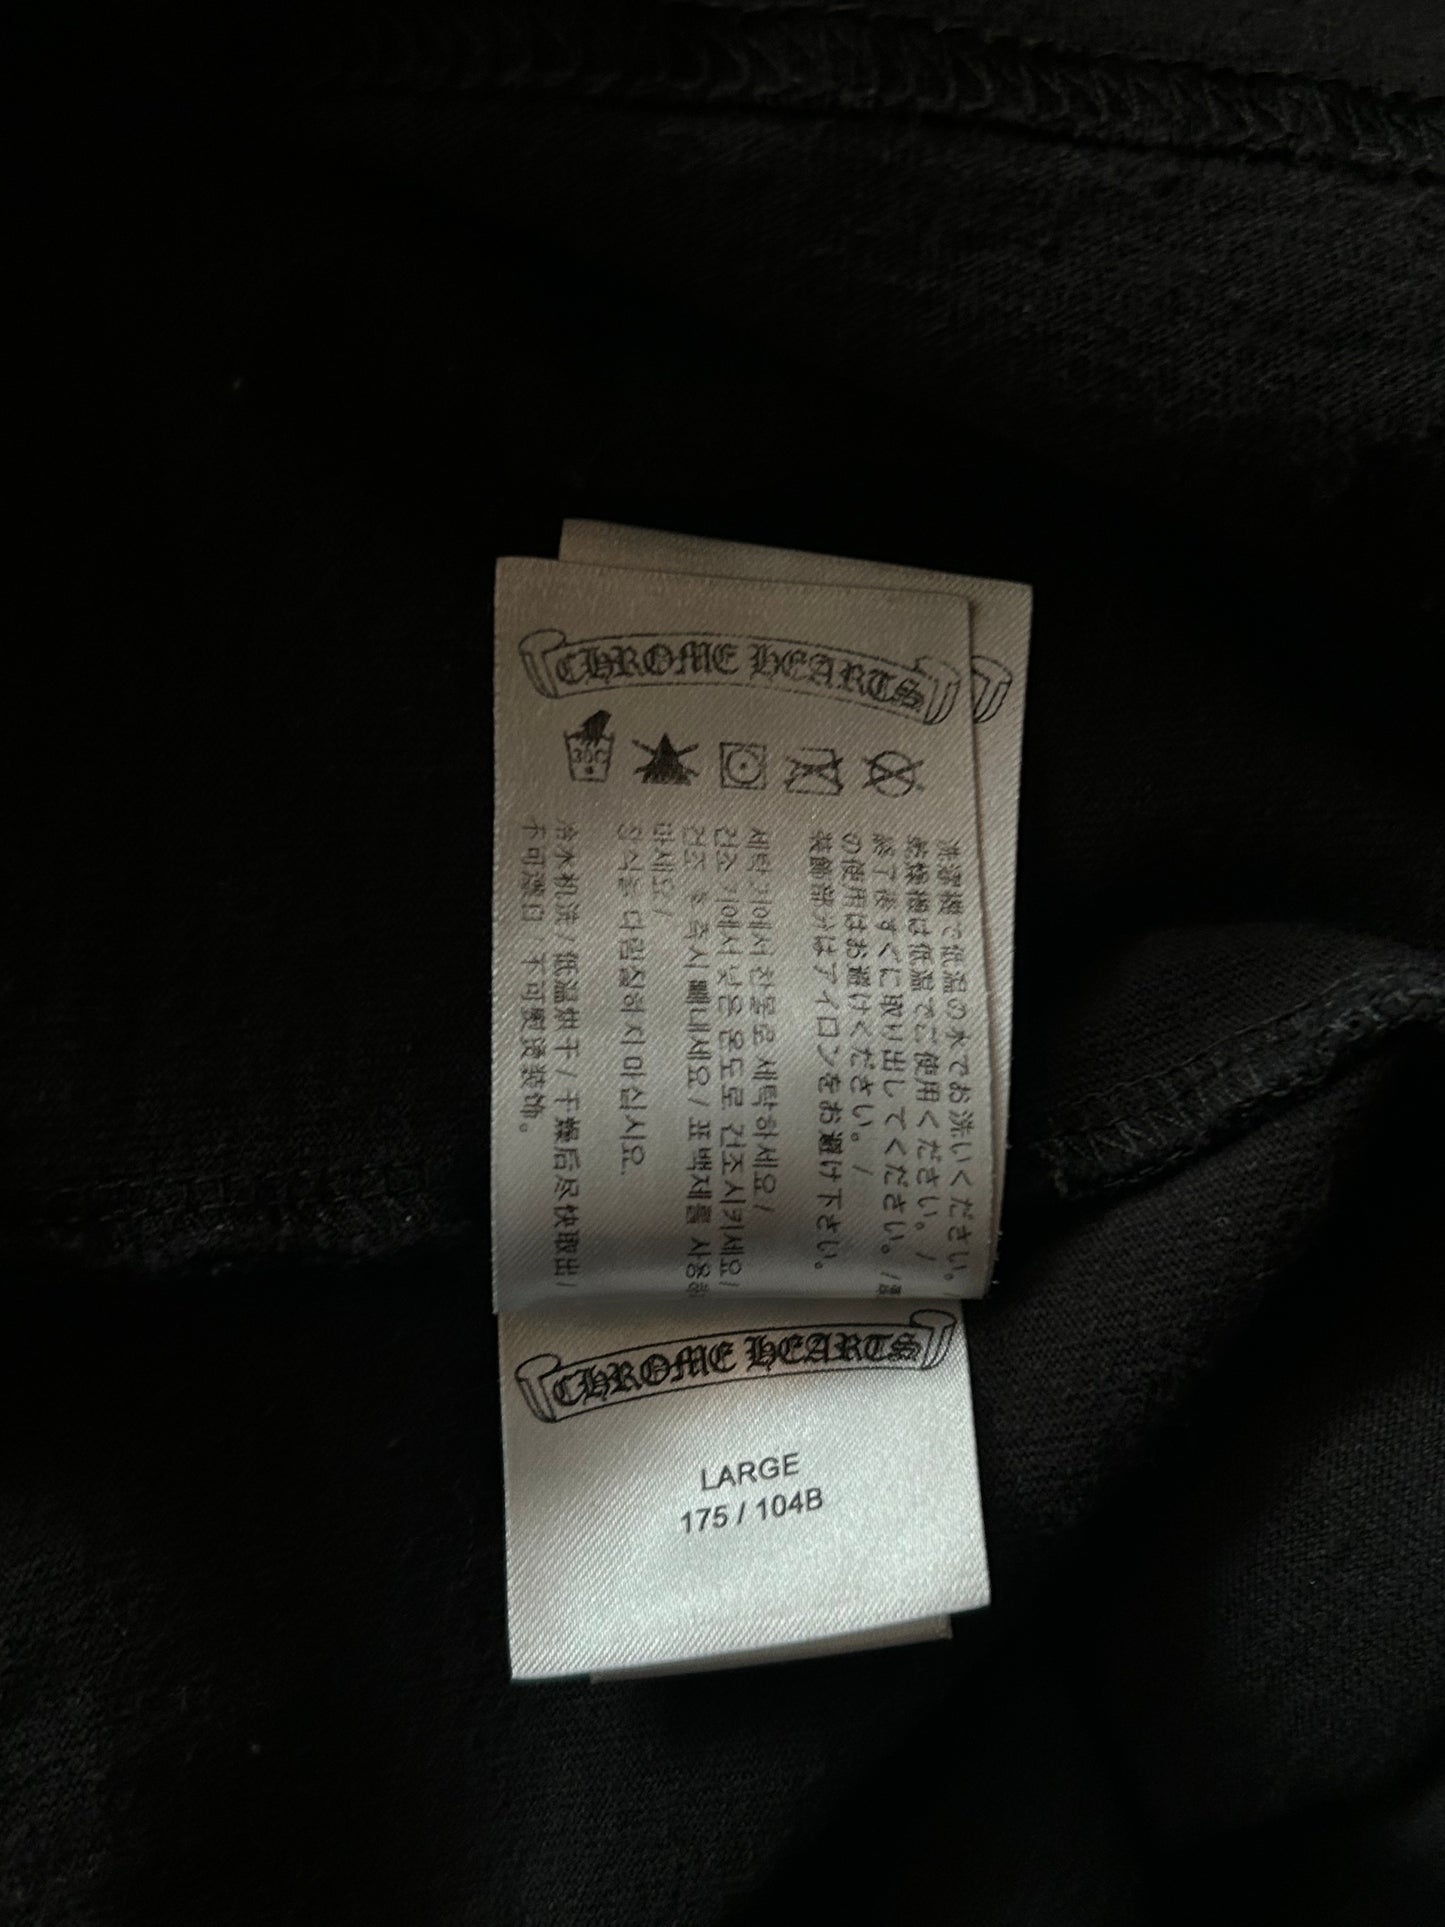 CHROME HEARTS
30C
洗濯機で低温の水でお洗いください。/
乾燥機は低温でご使用ください。/
終了後すぐに取り出してください。/漂
の使用はお避けください。/
装飾部分はアイロンをお避け下さい。
세탁기에서 찬물로 세탁하세요/
건조기에서 낮은 온도로 건조시키세요/
건조 후 즉시 빼내세요 / 표백제를 사용하
마세요/
장식을 다림질하지 마십시요.
冷水机洗/低温烘干/干燥后尽快取出/
不可漂白/不可熨烫装饰。
CHROME HEARTS
LARGE
175 / 104B